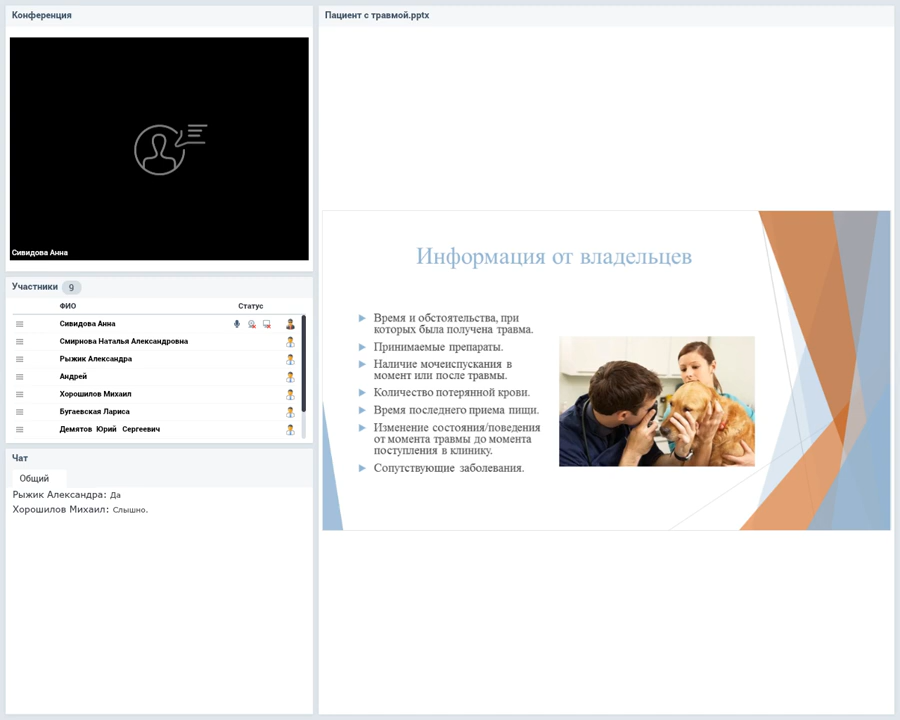 Конференция
Сивидова Анна
Участники 9
ФИО Статус
Сивидова Анна
Смирнова Наталья Александровна
Рыжик Александра
Андрей
Хорошилов Михаил
Бугаевская Лариса
Демятов Юрий Сергеевич
Чат
Общий
Рыжик Александра: Да
Хорошилов Михаил: Слышно.
Пациент с травмой.pptx
Информация от владельцев
Время и обстоятельства, при
которых была получена травма.
Принимаемые препараты.
Наличие мочеиспускания в
момент или после травмы.
Количество потерянной крови.
Время последнего приема пищи.
Изменение состояния/поведения
от момента травмы до момента
поступления в клинику.
Сопутствующие заболевания.